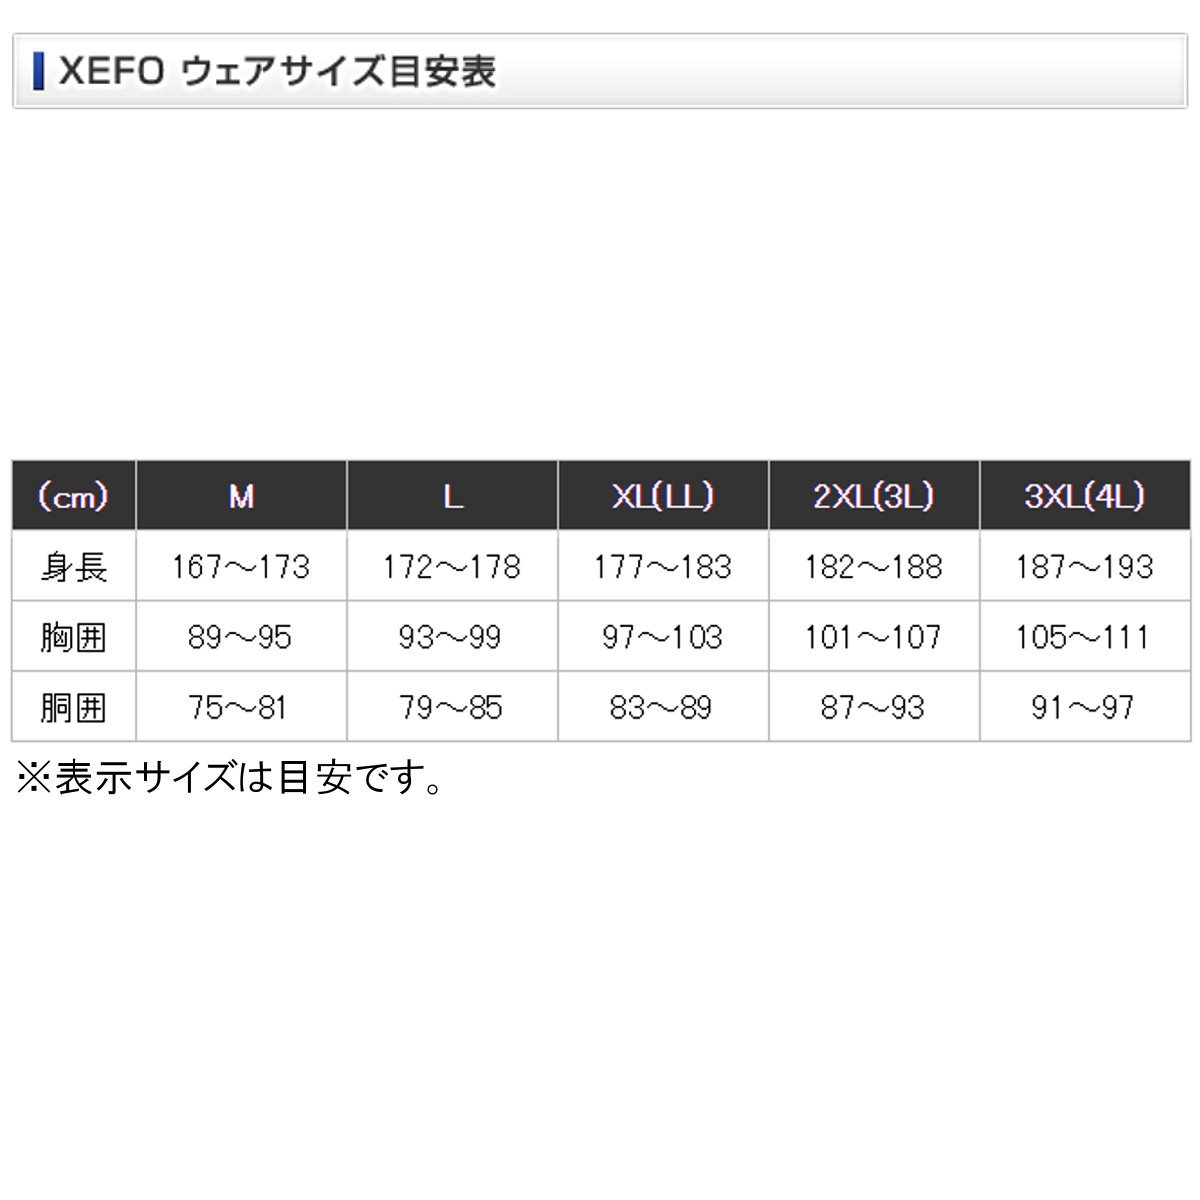 XEFO ウェアサイズ目安表
(cm) M L XL(LL) 2XL(3L) 3XL(4L)
身長 167～173 172～178 177～183 182～188 187～193
胸囲 89～95 93～99 97～103 101～107 105～111
胴囲 75～81 79～85 83～89 87～93 91～97
※表示サイズは目安です。